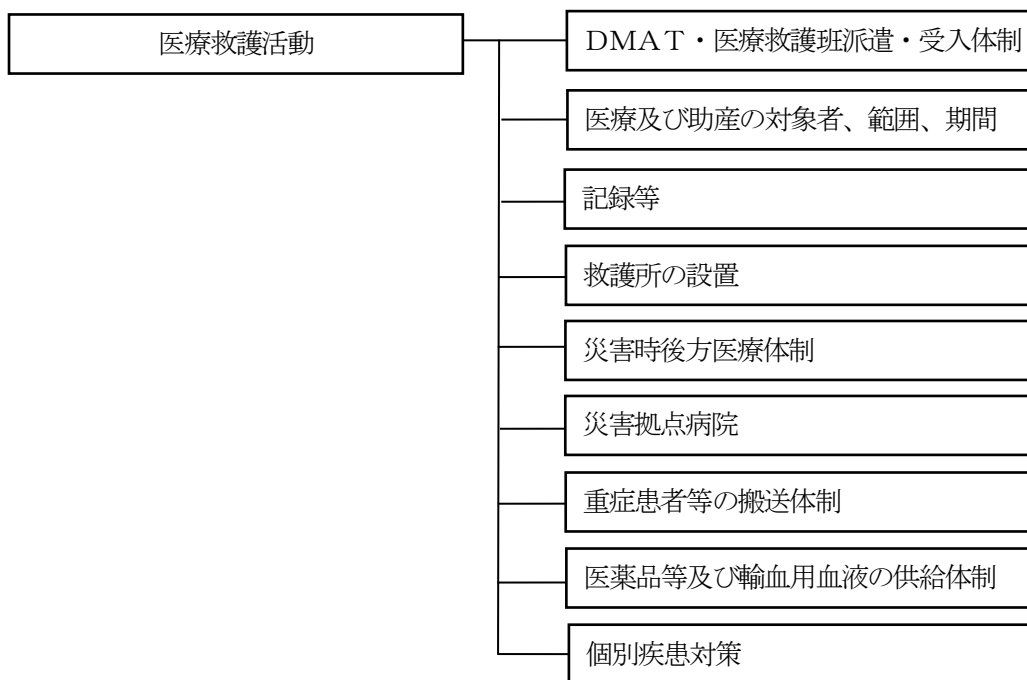 医療救護活動
ＤＭＡＴ・医療救護班派遣・受入体制
医療及び助産の対象者、範囲、期間
記録等
救護所の設置
災害時後方医療体制
災害拠点病院
重症患者等の搬送体制
医薬品等及び輸血用血液の供給体制
個別疾患対策